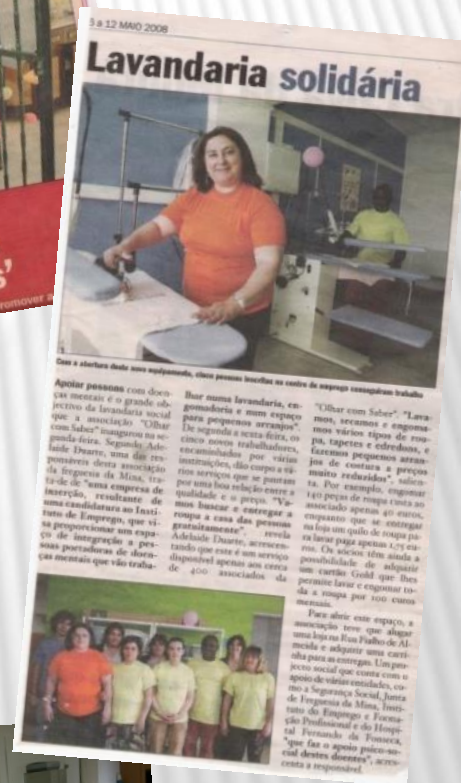 5 a 12 MAIO 2008
Lavandaria solidária
Com a abertura deste novo equipamento, cinco pessoas inscritas no centro de emprego conseguiram trabalho
Apoiar pessoas com doen-
ças mentais é o grande ob-
jectivo da lavandaria social
que a associação "Olhar
com Saber" inaugurou na se-
gunda-feira. Segundo Ade-
laide Duarte, uma das res-
ponsáveis desta associação
da freguesia da Mina, tra-
ta-de de "uma empresa de
inserção, resultante de
uma candidatura ao Insti-
tuto de Emprego, que vi-
sa proporcionar um espa-
ço de integração a pes-
soas portadoras de doen-
ças mentais que vão traba-
lhar numa lavandaria, en-
gomadoria e num espaço
para pequenos arranjos".
De segunda a sexta-feira, os
cinco novos trabalhadores,
encaminhados por várias
instituições, dão corpo a vá-
rios serviços que se pautam
por uma boa relação entre a
qualidade e o preço. "Va-
mos buscar e entregar a
roupa a casa das pessoas
gratuitamente", revela
Adelaide Duarte, acrescen-
tando que este é um serviço
disponível apenas aos cerca
de 400 associados da
"Olhar com Saber". "Lava-
mos, secamos e engoma-
mos vários tipos de rou-
pa, tapetes e edredons, e
fazemos pequenos arran-
jos de costura a preços
muito reduzidos", salien-
ta. Por exemplo, engomar
140 peças de roupa custa ao
associado apenas 40 euros,
enquanto que se entregar
na loja um quilo de roupa pa-
ra lavar paga apenas 1,75 eu-
ros. Os sócios têm ainda a
possibilidade de adquirir
um cartão Gold que lhes
permite lavar e engomar to-
da a roupa por 100 euros
mensais.
Para abrir este espaço, a
associação teve que alugar
uma loja na Rua Fialho de Al-
meida e adquirir uma carri-
nha para as entregas. Um pro-
jecto social que conta com o
apoio de várias entidades, co-
mo a Segurança Social, Junta
de Freguesia da Mina, Insti-
tuto do Emprego e Forma-
ção Profissional e do Hospi-
tal Fernando da Fonseca,
"que faz o apoio psico-so-
cial destes doentes", acres-
centa a responsável.
s'
romover a